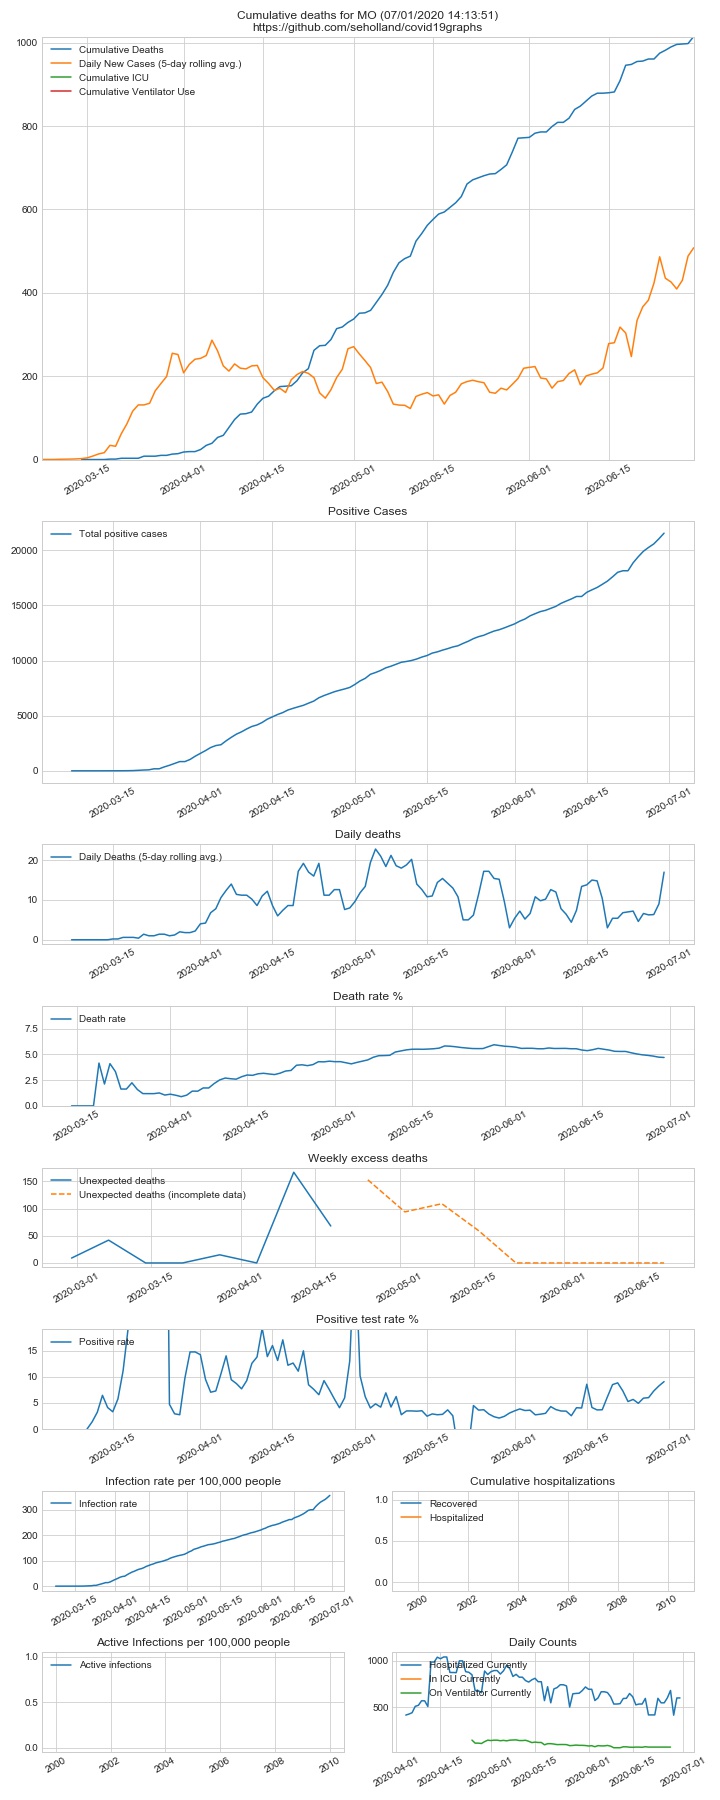 Cumulative deaths for MO (07/01/2020 14:13:51)
https://github.com/seholland/covid19graphs
Cumulative Deaths
Daily New Cases (5-day rolling avg.)
Cumulative ICU
Cumulative Ventilator Use
1000
800
600
400
200
0
2020-03-15 2020-04-01 2020-04-15 2020-05-01 2020-05-15 2020-06-01 2020-06-15
Positive Cases
Total positive cases
20000
15000
10000
5000
0
2020-03-15 2020-04-01 2020-04-15 2020-05-01 2020-05-15 2020-06-01 2020-06-15 2020-07-01
Daily deaths
Daily Deaths (5-day rolling avg.)
20
10
0
2020-03-15 2020-04-01 2020-04-15 2020-05-01 2020-05-15 2020-06-01 2020-06-15 2020-07-01
Death rate %
Death rate
7.5
5.0
2.5
0.0
2020-03-15 2020-04-01 2020-04-15 2020-05-01 2020-05-15 2020-06-01 2020-06-15 2020-07-01
Weekly excess deaths
Unexpected deaths
Unexpected deaths (incomplete data)
150
100
50
0
2020-03-01 2020-03-15 2020-04-01 2020-04-15 2020-05-01 2020-05-15 2020-06-01 2020-06-15
Positive test rate %
Positive rate
15
10
5
0
2020-03-15 2020-04-01 2020-04-15 2020-05-01 2020-05-15 2020-06-01 2020-06-15 2020-07-01
Infection rate per 100,000 people
Infection rate
300
200
100
0
2020-03-15 2020-04-01 2020-04-15 2020-05-01 2020-05-15 2020-06-01 2020-06-15 2020-07-01
Cumulative hospitalizations
Recovered
Hospitalized
1.0
0.5
0.0
2000 2002 2004 2006 2008 2010
Active Infections per 100,000 people
Active infections
1.0
0.5
0.0
2000 2002 2004 2006 2008 2010
Daily Counts
Hospitalized Currently
In ICU Currently
On Ventilator Currently
1000
500
2020-04-01 2020-04-15 2020-05-01 2020-05-15 2020-06-01 2020-06-15 2020-07-01